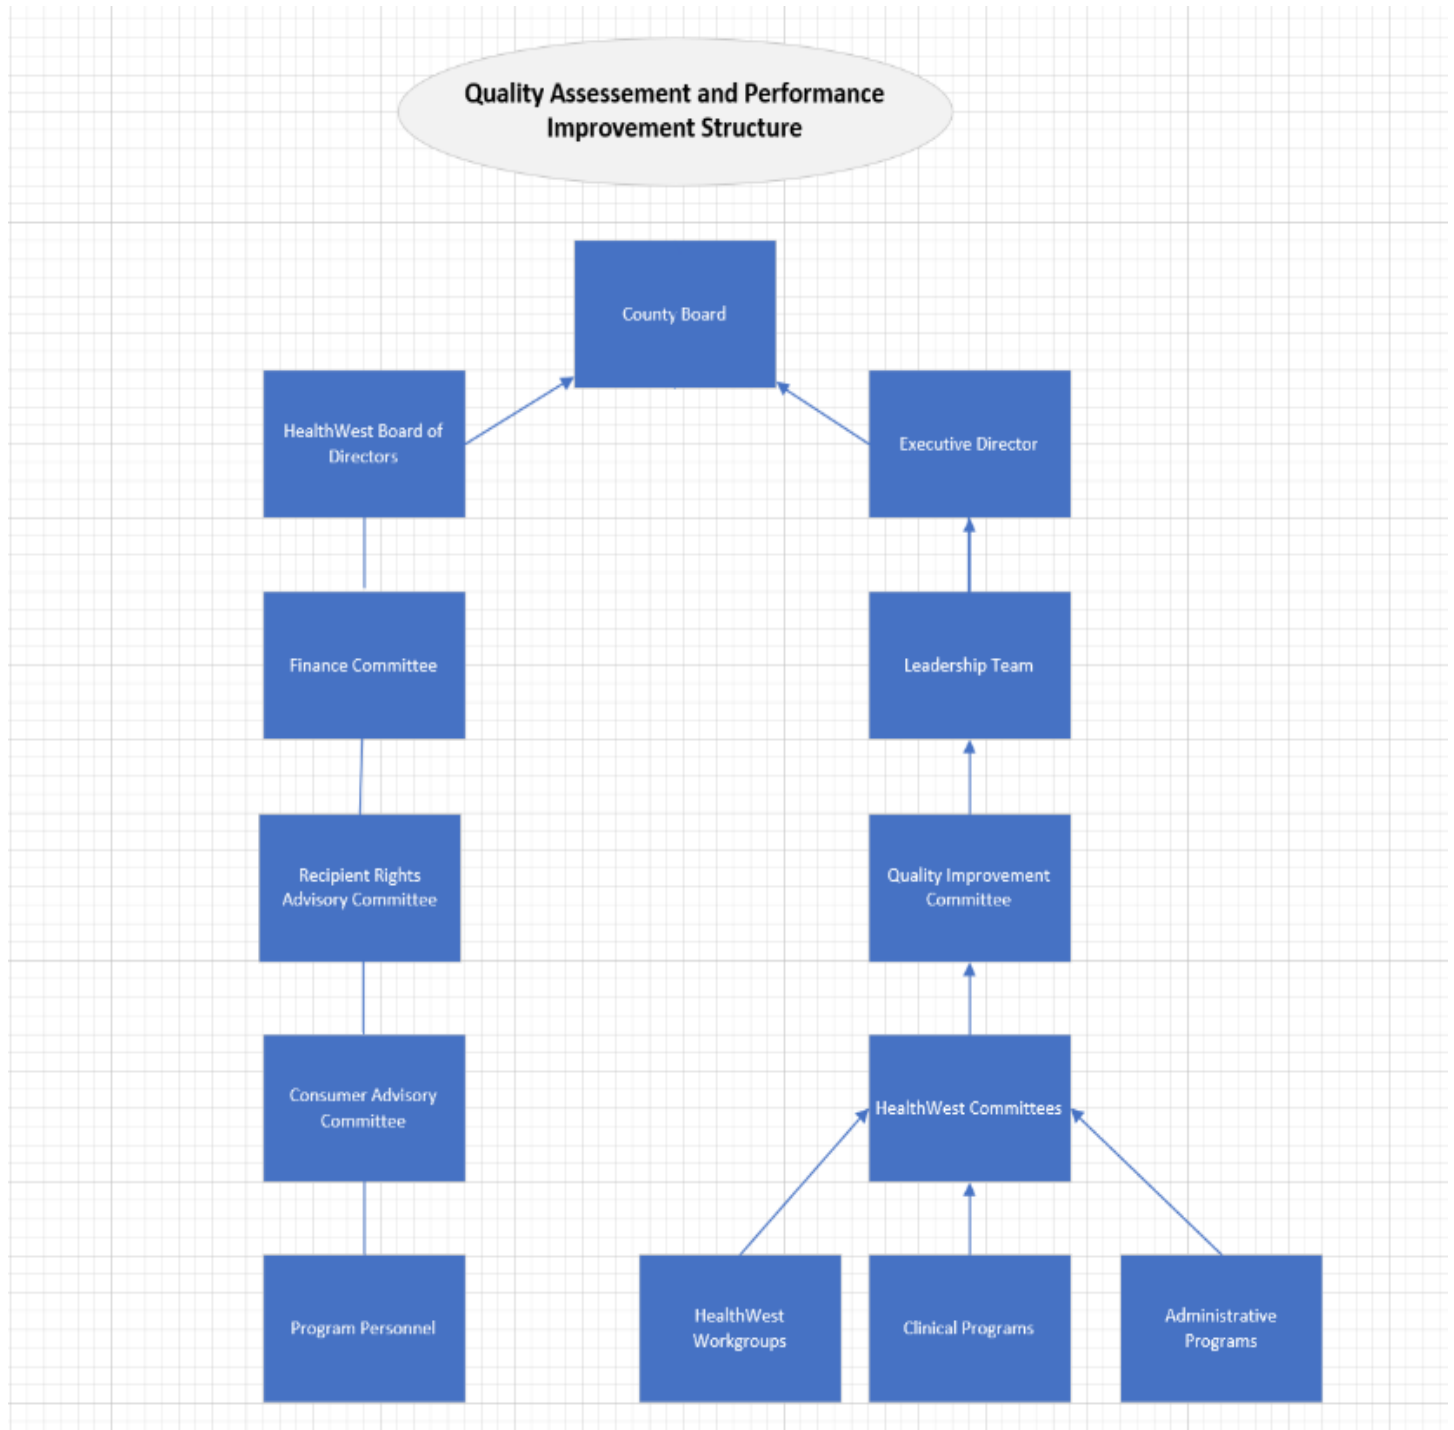 Quality Assessement and Performance
Improvement Structure
County Board
HealthWest Board of
Directors
Executive Director
Finance Committee
Leadership Team
Recipient Rights
Advisory Committee
Quality Improvement
Committee
Consumer Advisory
Committee
HealthWest Committees
Program Personnel
HealthWest
Workgroups
Clinical Programs
Administrative
Programs